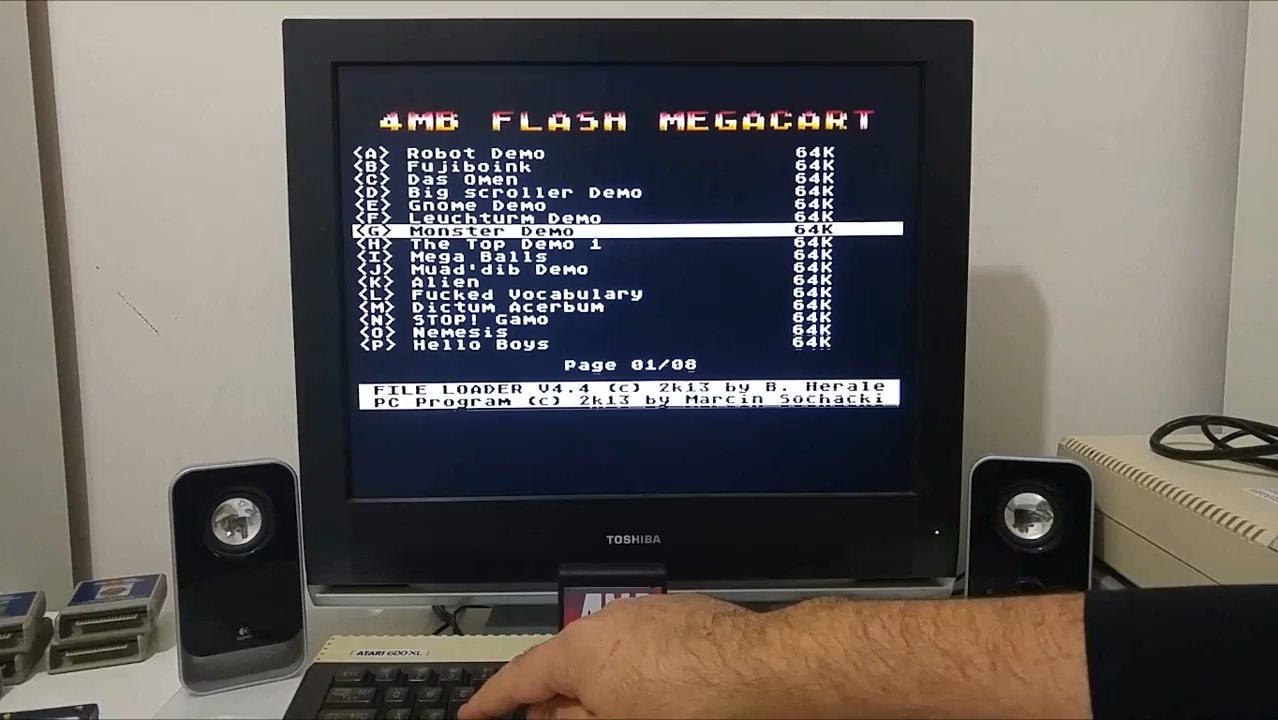 4MB FLASH MEGACART
<A> Robot Demo 64K
<B> Fujiboink 64K
<C> Das Omen 64K
<D> Big scroller Demo 64K
<E> Gnome Demo 64K
<F> Leuchturm Demo 64K
<G> Monster Demo 64K
<H> The Top Demo 1 64K
<I> Mega Balls 64K
<J> Muad'dib Demo 64K
<K> Alien 64K
<L> Fucked Vocabulary 64K
<M> Dictum Acerbum 64K
<N> STOP! Gamo 64K
<O> Nemesis 64K
<P> Hello Boys 64K
Page 01/08
FILE LOADER V4.4 (c) 2k13 by B. Herale
PC Program (c) 2k13 by Marcin Sochacki
TOSHIBA
ATARI 600XL